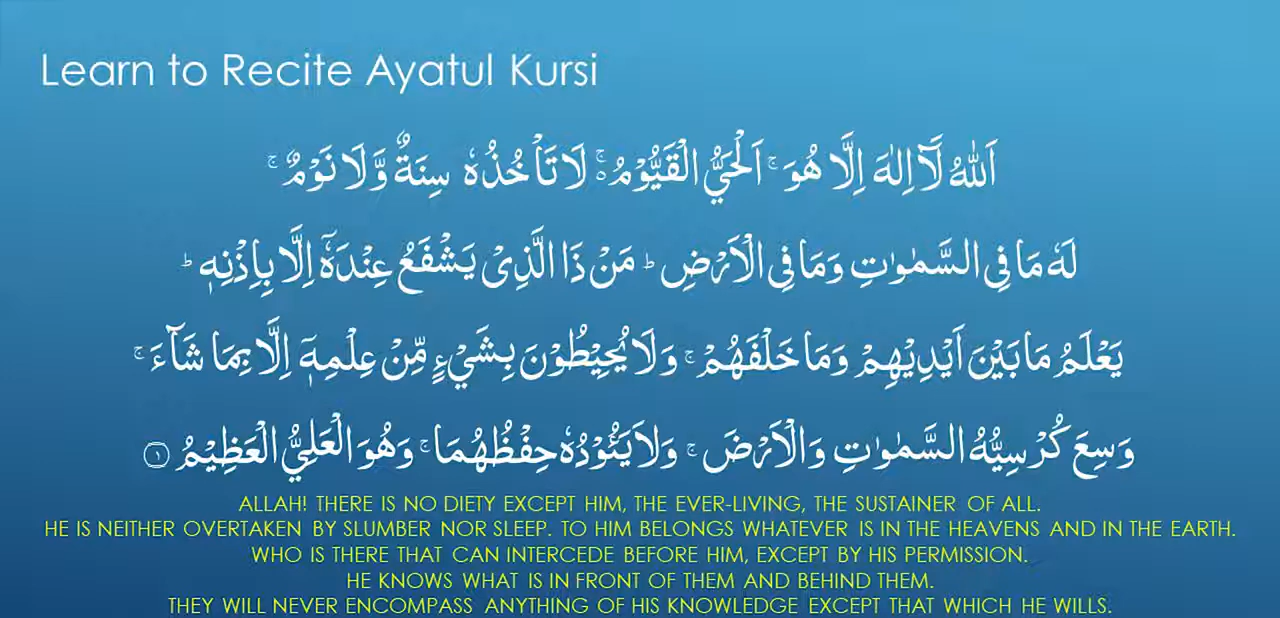 Learn to Recite Ayatul Kursi
اَللّٰهُ لَآ اِلٰهَ اِلَّا هُوَ ۚ اَلْحَيُّ الْقَيُّوْمُ ۚ لَا تَاْخُذُهٗ سِنَةٌ وَّلَا نَوْمٌ ۚ
لَهٗ مَا فِى السَّمٰوٰتِ وَمَا فِى الْاَرْضِ ؕ مَنْ ذَا الَّذِىْ يَشْفَعُ عِنْدَهٗٓ اِلَّا بِاِذْنِهٖ ؕ
يَعْلَمُ مَا بَيْنَ اَيْدِيْهِمْ وَمَا خَلْفَهُمْ ۚ وَلَا يُحِيْطُوْنَ بِشَيْءٍ مِّنْ عِلْمِهٖٓ اِلَّا بِمَا شَآءَ ۚ
وَسِعَ كُرْسِيُّهُ السَّمٰوٰتِ وَالْاَرْضَ ۚ وَلَا يَئُوْدُهٗ حِفْظُهُمَا ۚ وَهُوَ الْعَلِيُّ الْعَظِيْمُ ۝۱
ALLAH! THERE IS NO DIETY EXCEPT HIM, THE EVER-LIVING, THE SUSTAINER OF ALL.
HE IS NEITHER OVERTAKEN BY SLUMBER NOR SLEEP. TO HIM BELONGS WHATEVER IS IN THE HEAVENS AND IN THE EARTH.
WHO IS THERE THAT CAN INTERCEDE BEFORE HIM, EXCEPT BY HIS PERMISSION.
HE KNOWS WHAT IS IN FRONT OF THEM AND BEHIND THEM.
THEY WILL NEVER ENCOMPASS ANYTHING OF HIS KNOWLEDGE EXCEPT THAT WHICH HE WILLS.